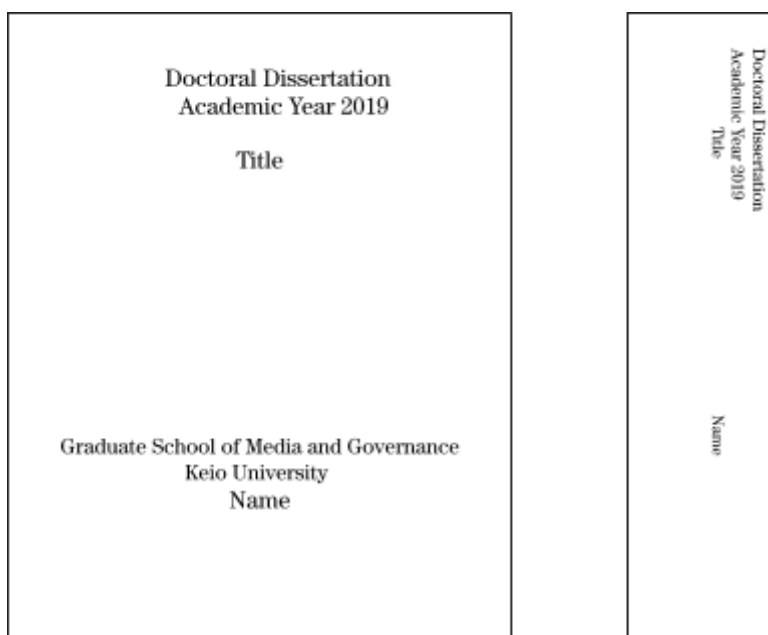 Doctoral Dissertation
Academic Year 2019
Title
Graduate School of Media and Governance
Keio University
Name
Doctoral Dissertation
Academic Year 2019
Title
Name